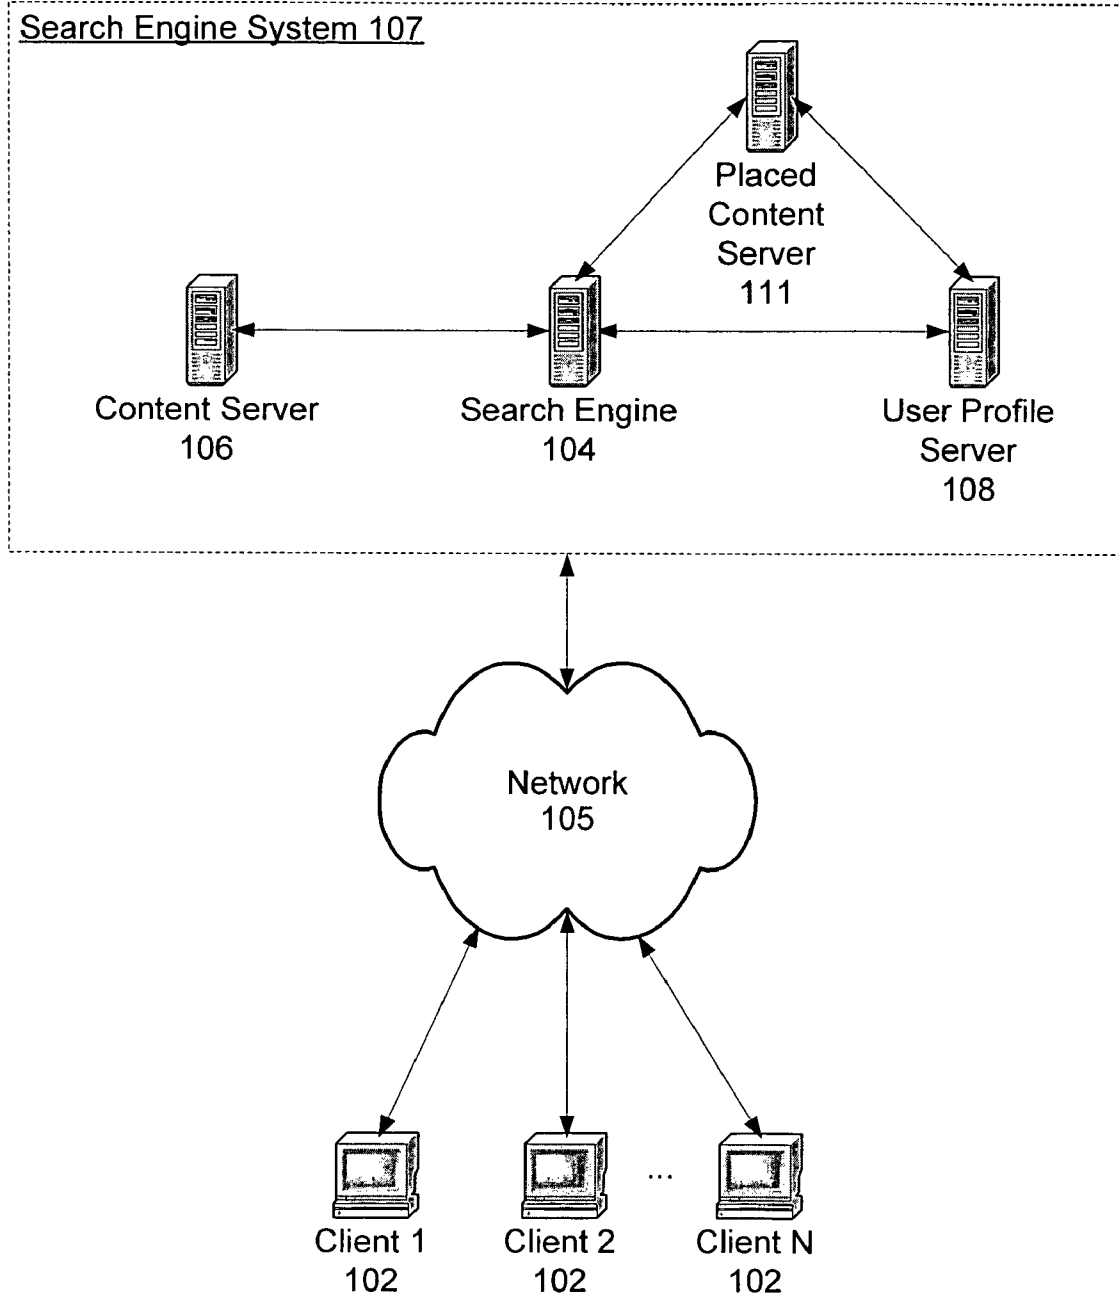 Search Engine System 107
Placed
Content
Server
111
Content Server
106
Search Engine
104
User Profile
Server
108
Network
105
...
Client 1
102
Client 2
102
Client N
102